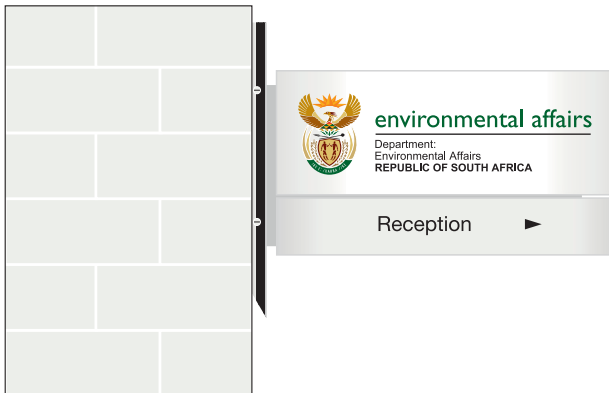 environmental affairs
Department:
Environmental Affairs
REPUBLIC OF SOUTH AFRICA
Reception